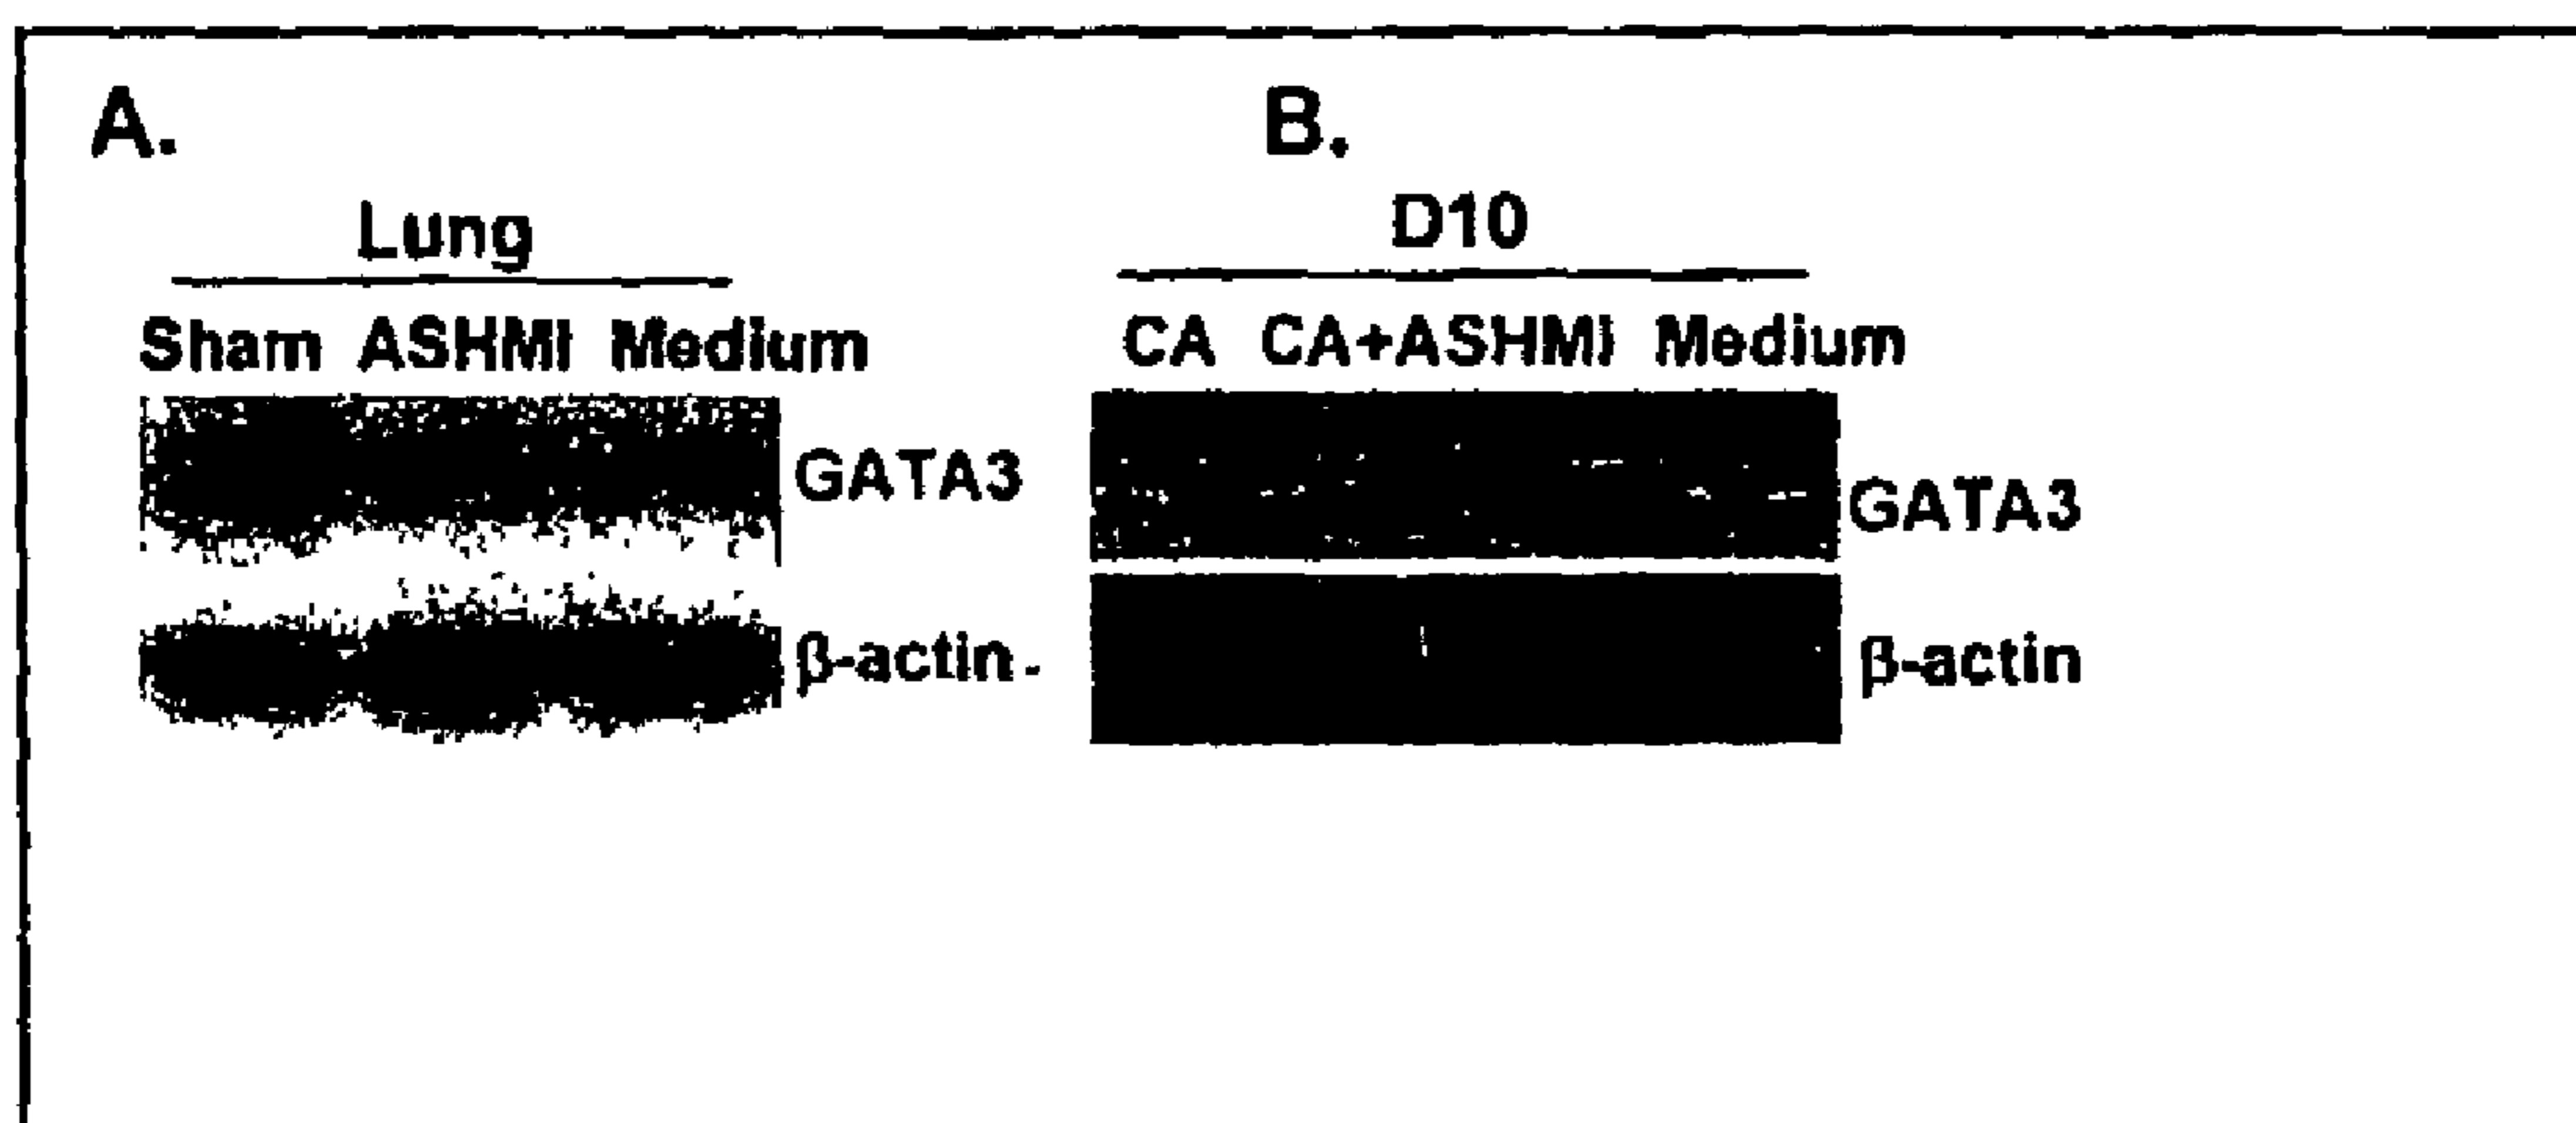 A.
Lung
Sham ASHMI Medium
GATA3
β-actin.
B.
D10
CA CA+ASHMI Medium
GATA3
β-actin